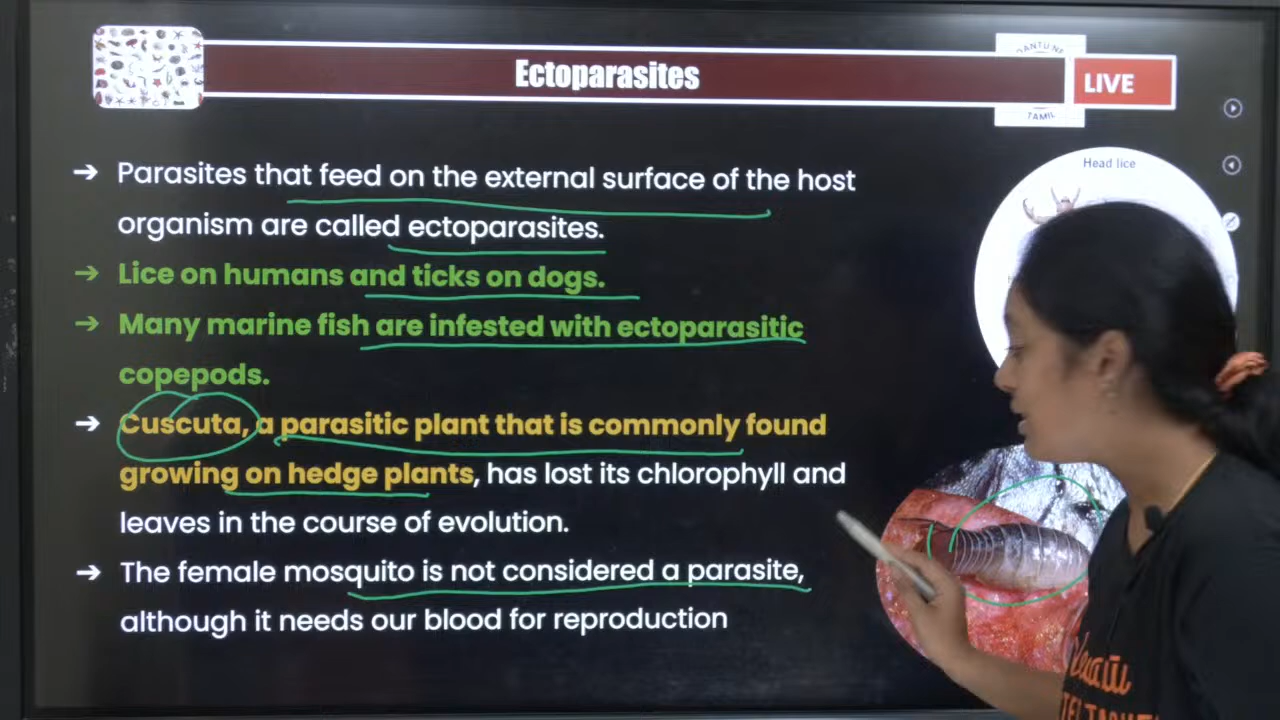 Ectoparasites
LIVE
TAMIL
Head lice
→ Parasites that feed on the external surface of the host
organism are called ectoparasites.
→ Lice on humans and ticks on dogs.
→ Many marine fish are infested with ectoparasitic
copepods.
→ Cuscuta, a parasitic plant that is commonly found
growing on hedge plants, has lost its chlorophyll and
leaves in the course of evolution.
→ The female mosquito is not considered a parasite,
although it needs our blood for reproduction